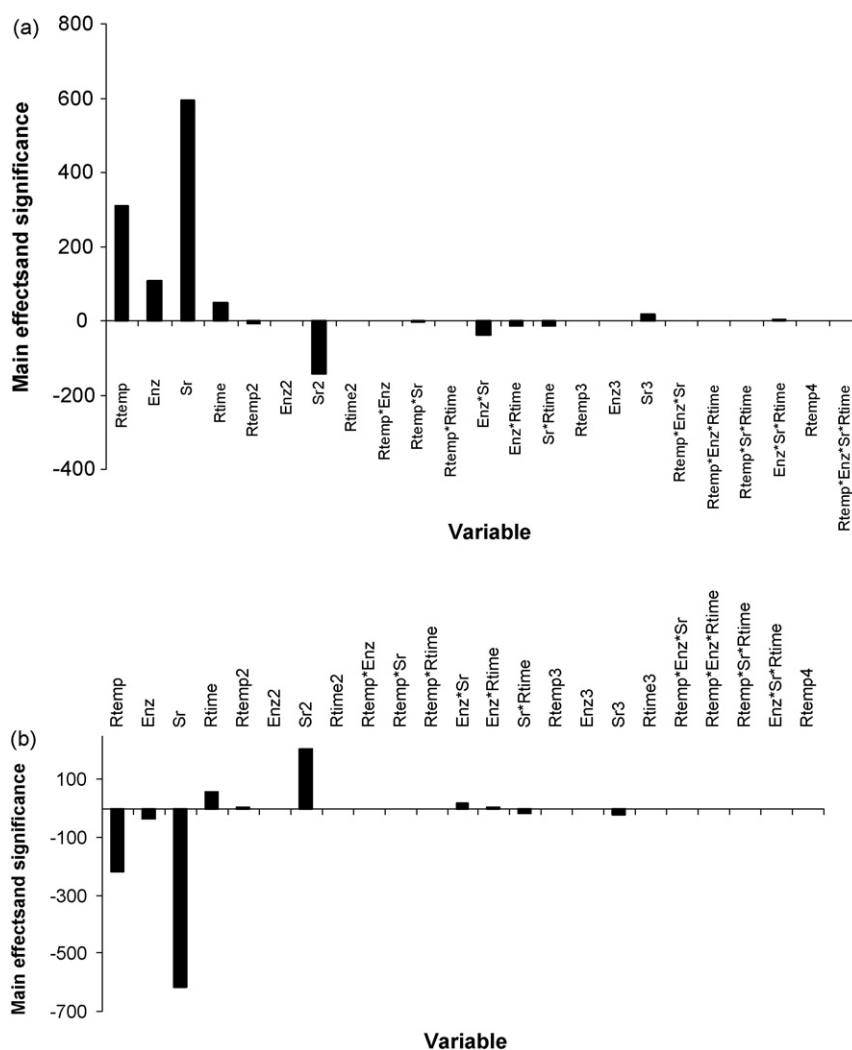 (a)
Main effectsand significance
800
600
400
200
0
-200
-400
Rtemp
Enz
Sr
Rtime
Rtemp2
Enz2
Sr2
Rtime2
Rtemp*Enz
Rtemp*Sr
Rtemp*Rtime
Enz*Sr
Enz*Rtime
Sr*Rtime
Rtemp3
Enz3
Sr3
Rtemp*Enz*Sr
Rtemp*Enz*Rtime
Rtemp*Sr*Rtime
Enz*Sr*Rtime
Rtemp4
Rtemp*Enz*Sr*Rtime
Variable
Rtemp
Enz
Sr
Rtime
Rtemp2
Enz2
Sr2
Rtime2
Rtemp*Enz
Rtemp*Sr
Rtemp*Rtime
Enz*Sr
Enz*Rtime
Sr*Rtime
Rtemp3
Enz3
Sr3
Rtime3
Rtemp*Enz*Sr
Rtemp*Enz*Rtime
Rtemp*Sr*Rtime
Enz*Sr*Rtime
Rtemp4
(b)
Main effectsand significance
100
-100
-300
-500
-700
Variable